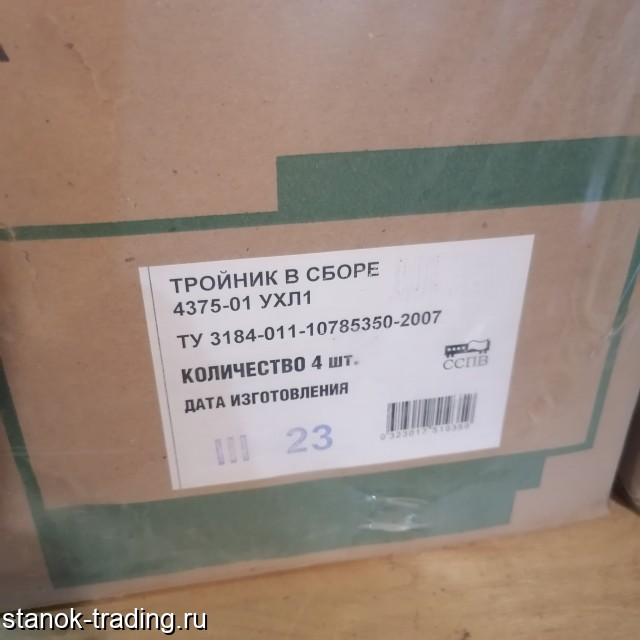 ТРОЙНИК В СБОРЕ
4375-01 УХЛ1
ТУ 3184-011-10785350-2007
КОЛИЧЕСТВО 4 шт.
ССПВ
ДАТА ИЗГОТОВЛЕНИЯ
III 23
stanok-trading.ru